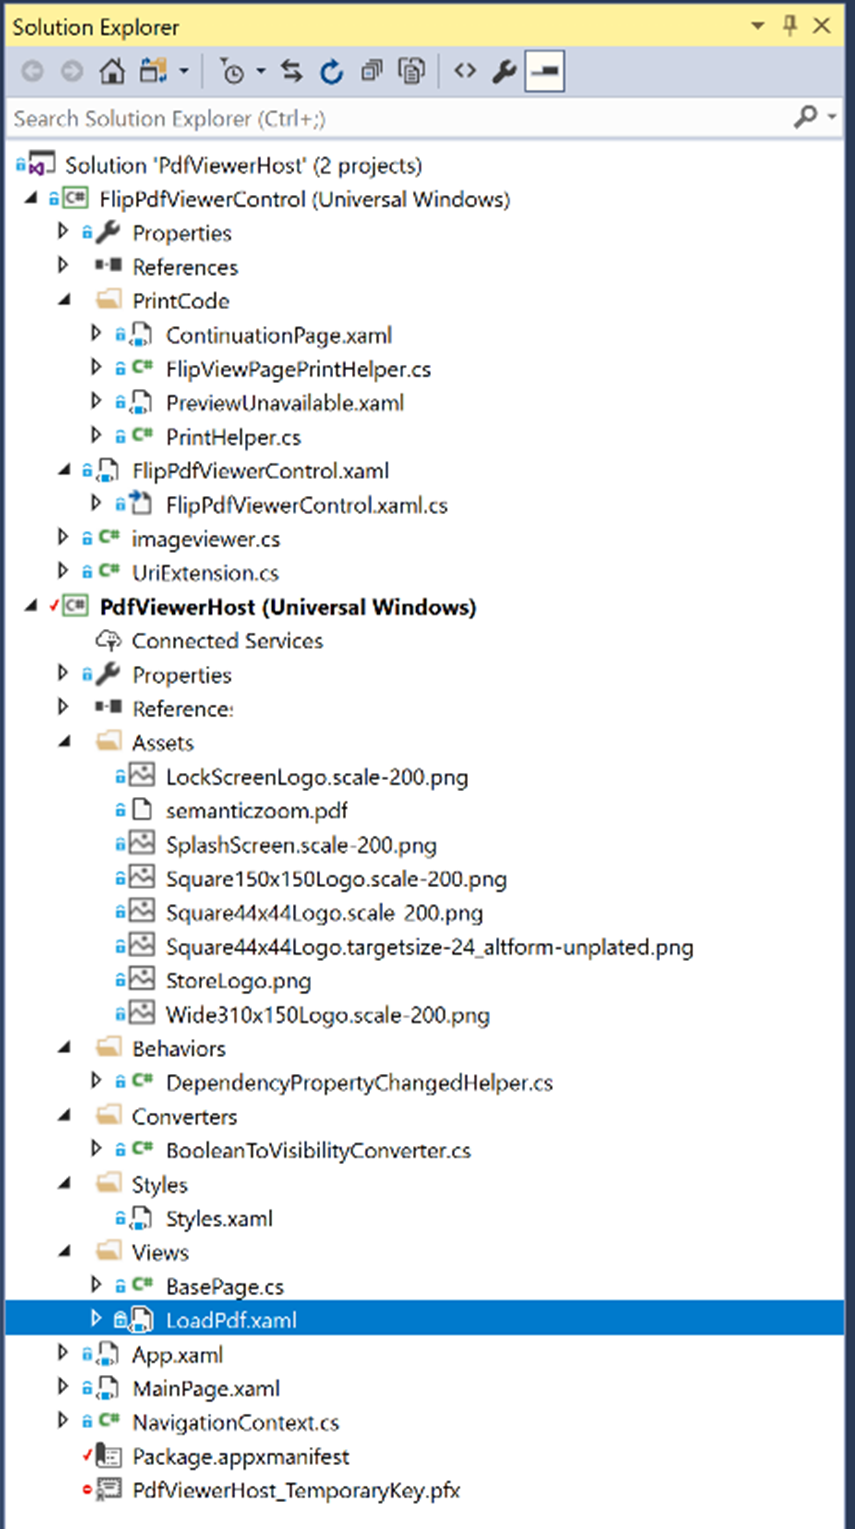 Solution Explorer
Search Solution Explorer (Ctrl+;)
Solution 'PdfViewerHost' (2 projects)
C# FlipPdfViewerControl (Universal Windows)
Properties
References
PrintCode
ContinuationPage.xaml
C# FlipViewPagePrintHelper.cs
PreviewUnavailable.xaml
C# PrintHelper.cs
FlipPdfViewerControl.xaml
FlipPdfViewerControl.xaml.cs
C# imageviewer.cs
C# UriExtension.cs
C# PdfViewerHost (Universal Windows)
Connected Services
Properties
Reference:
Assets
LockScreenLogo.scale-200.png
semanticzoom.pdf
SplashScreen.scale-200.png
Square150x150Logo.scale-200.png
Square44x44Logo.scale 200.png
Square44x44Logo.targetsize-24_altform-unplated.png
StoreLogo.png
Wide310x150Logo.scale-200.png
Behaviors
C# DependencyPropertyChangedHelper.cs
Converters
C# BooleanToVisibilityConverter.cs
Styles
Styles.xaml
Views
C# BasePage.cs
LoadPdf.xaml
App.xaml
MainPage.xaml
C# NavigationContext.cs
Package.appxmanifest
PdfViewerHost_TemporaryKey.pfx